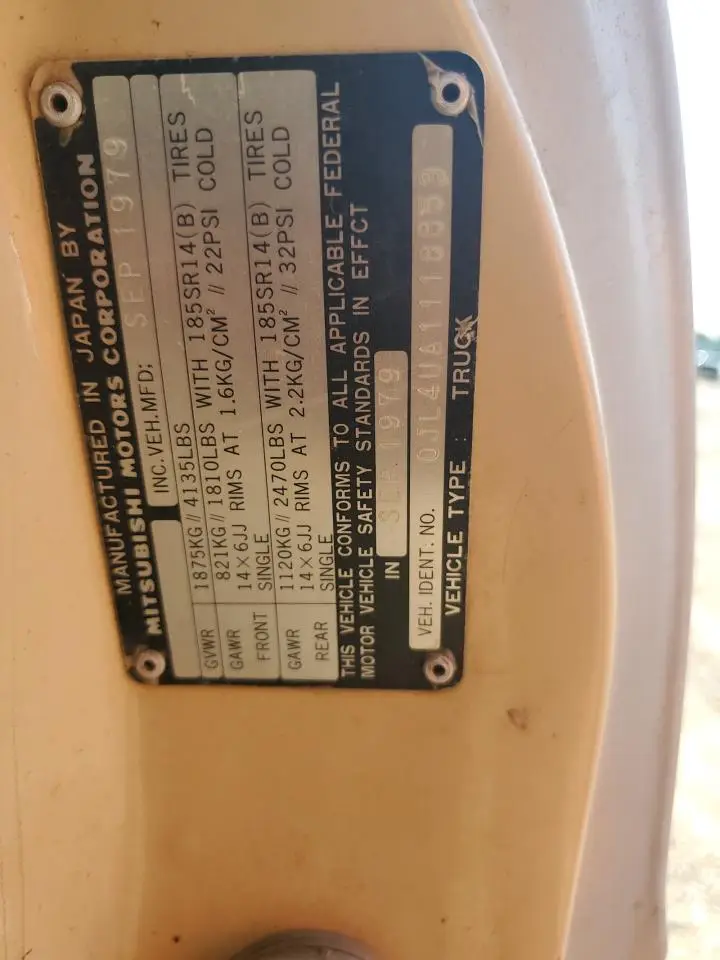 MANUFACTURED IN JAPAN BY
MITSUBISHI MOTORS CORPORATION
INC.VEH.MFD: SEP 1979
GVWR 1875KG//4135LBS
GAWR 821KG//1810LBS WITH 185SR14(B) TIRES
14×6JJ RIMS AT 1.6KG/CM² // 22PSI COLD
FRONT SINGLE
GAWR 1120KG//2470LBS WITH 185SR14(B) TIRES
14×6JJ RIMS AT 2.2KG/CM² // 32PSI COLD
REAR SINGLE
THIS VEHICLE CONFORMS TO ALL APPLICABLE FEDERAL
MOTOR VEHICLE SAFETY STANDARDS IN EFFCT
IN SEP 1979
VEH. IDENT: NO.
VEHICLE TYPE : TRUCK